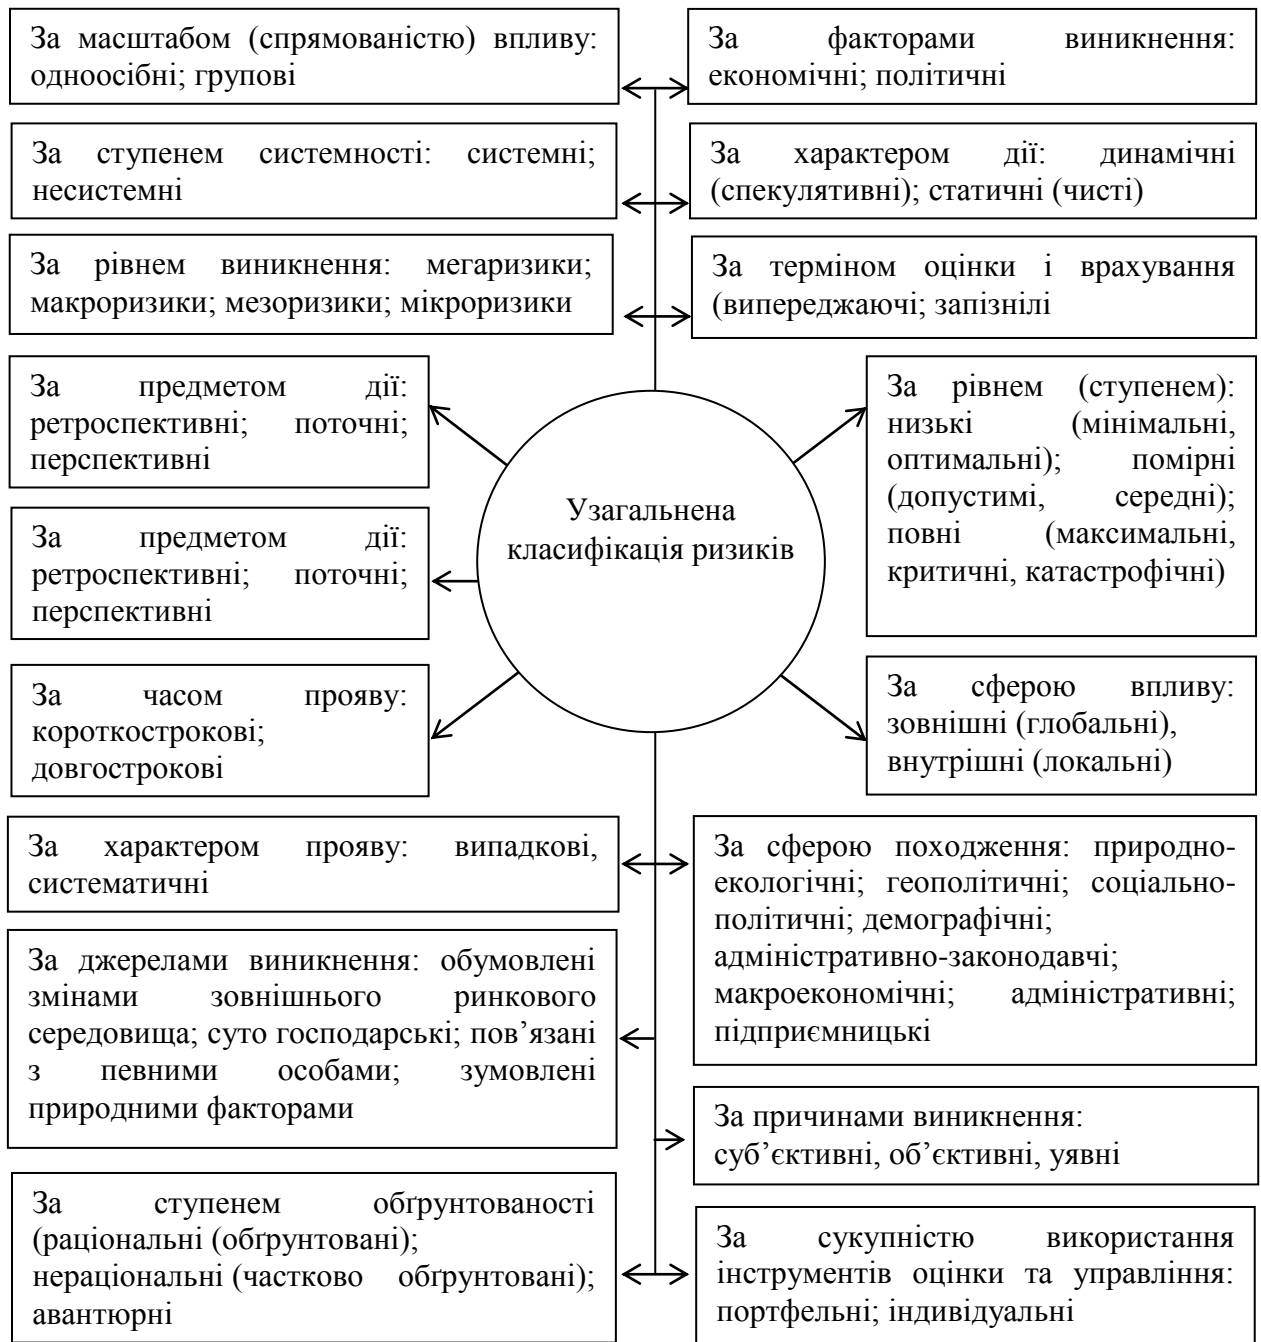 За масштабом (спрямованістю) впливу:
одноосібні; групові
За факторами виникнення:
економічні; політичні
За ступенем системності: системні;
несистемні
За характером дії: динамічні
(спекулятивні); статичні (чисті)
За рівнем виникнення: мегаризики;
макроризики; мезоризики; мікроризики
За терміном оцінки і врахування
(випереджаючі; запізнілі
За предметом дії:
ретроспективні; поточні;
перспективні
За рівнем (ступенем):
низькі (мінімальні,
оптимальні); помірні
(допустимі, середні);
повні (максимальні,
критичні, катастрофічні)
Узагальнена
класифікація ризиків
За предметом дії:
ретроспективні; поточні;
перспективні
За часом прояву:
короткострокові;
довгострокові
За сферою впливу:
зовнішні (глобальні),
внутрішні (локальні)
За характером прояву: випадкові,
систематичні
За сферою походження: природно-
екологічні; геополітичні; соціально-
політичні; демографічні;
адміністративно-законодавчі;
макроекономічні; адміністративні;
підприємницькі
За джерелами виникнення: обумовлені
змінами зовнішнього ринкового
середовища; суто господарські; пов’язані
з певними особами; зумовлені
природними факторами
За причинами виникнення:
суб’єктивні, об’єктивні, уявні
За ступенем обґрунтованості
(раціональні (обґрунтовані);
нераціональні (частково обґрунтовані);
авантюрні
За сукупністю використання
інструментів оцінки та управління:
портфельні; індивідуальні